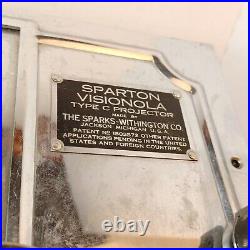 SPARTON
VISIONOLA
TYPE C PROJECTOR
MADE BY
THE SPARKS-WITHINGTON CO.
JACKSON MICHIGAN U.S.A.
PATENT No 1802572 OTHER PATENT
APPLICATIONS PENDING IN THE UNITED
STATES AND FOREIGN COUNTRIES.